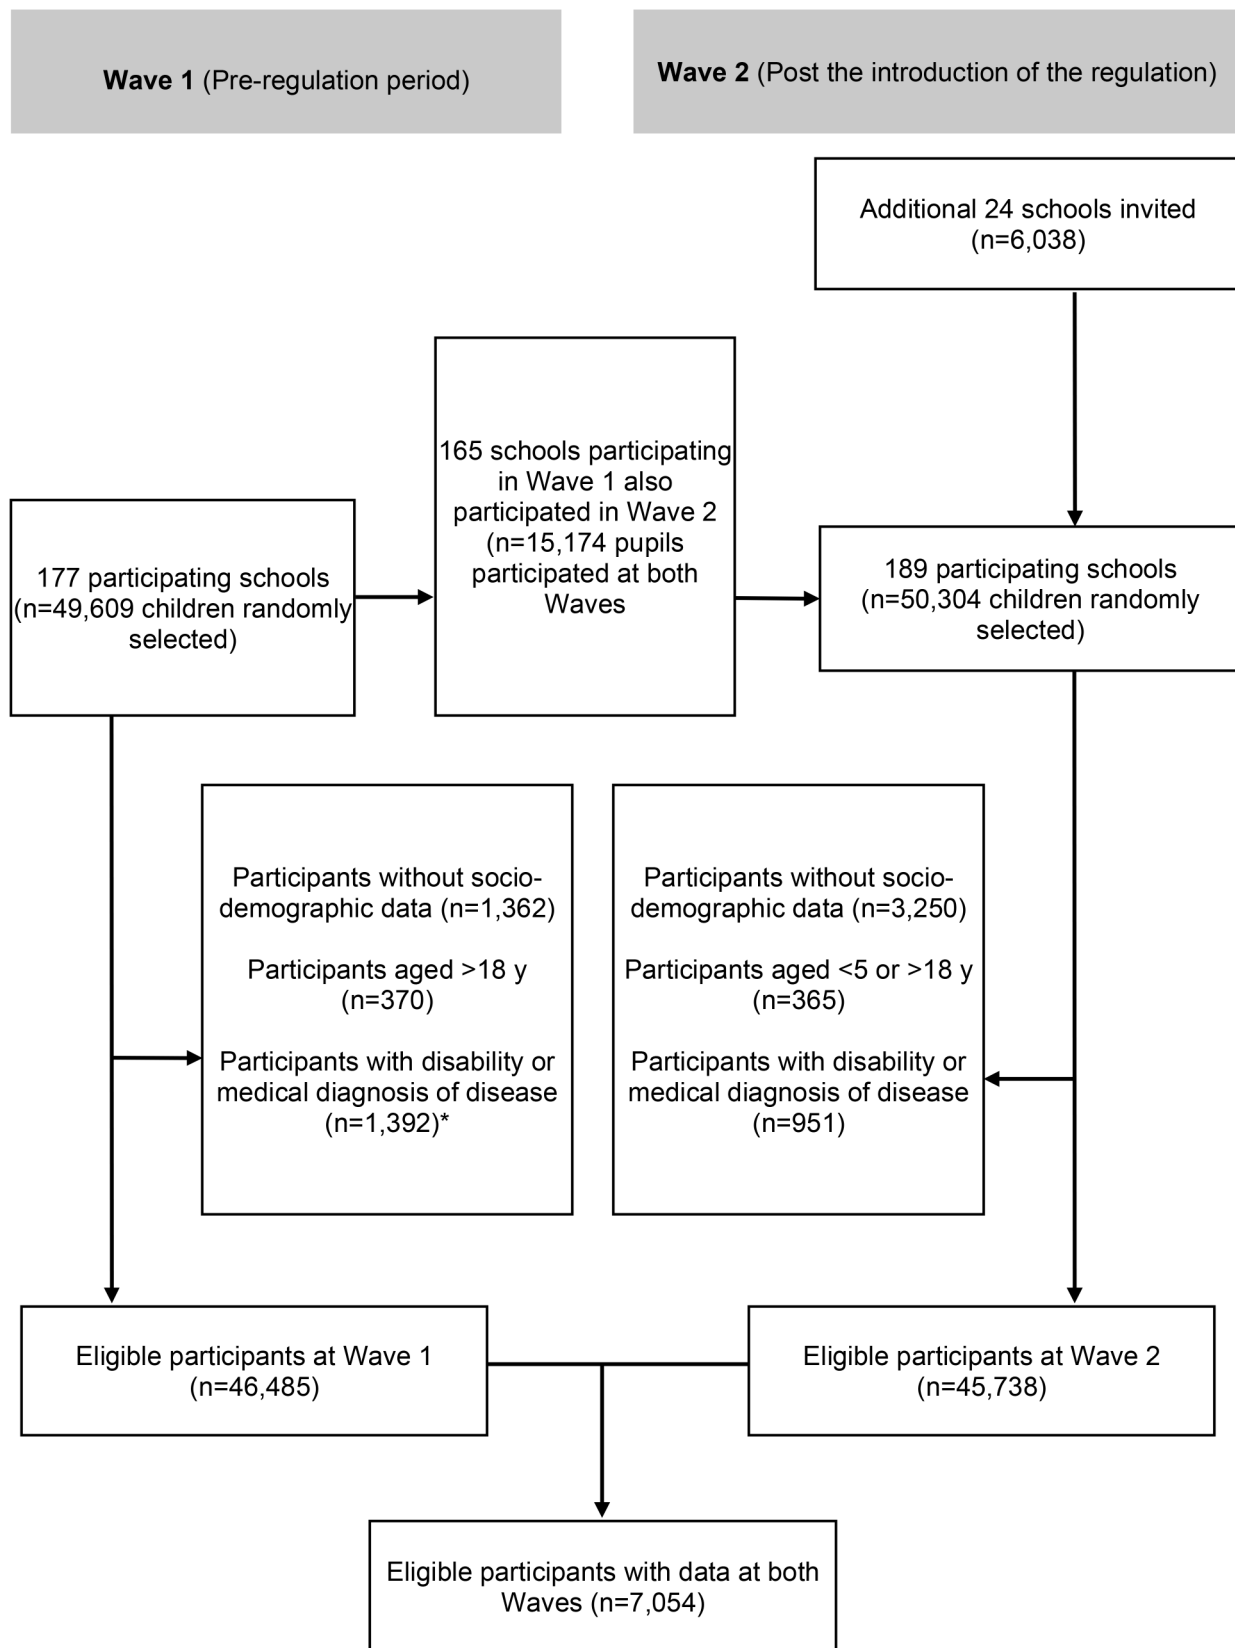 Wave 1 (Pre-regulation period)
Wave 2 (Post the introduction of the regulation)
Additional 24 schools invited
(n=6,038)
165 schools participating
in Wave 1 also
participated in Wave 2
(n=15,174 pupils
participated at both
Waves
177 participating schools
(n=49,609 children randomly
selected)
189 participating schools
(n=50,304 children randomly
selected)
Participants without socio-
demographic data (n=1,362)
Participants aged >18 y
(n=370)
Participants with disability or
medical diagnosis of disease
(n=1,392)*
Participants without socio-
demographic data (n=3,250)
Participants aged <5 or >18 y
(n=365)
Participants with disability or
medical diagnosis of disease
(n=951)
Eligible participants at Wave 1
(n=46,485)
Eligible participants at Wave 2
(n=45,738)
Eligible participants with data at both
Waves (n=7,054)